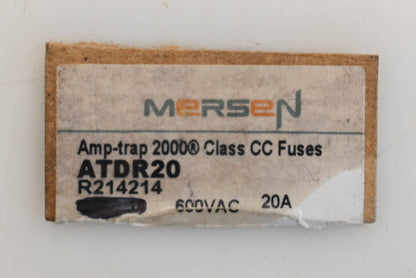 MERSEN
Amp-trap 2000® Class CC Fuses
ATDR20
R214214
600VAC 20A